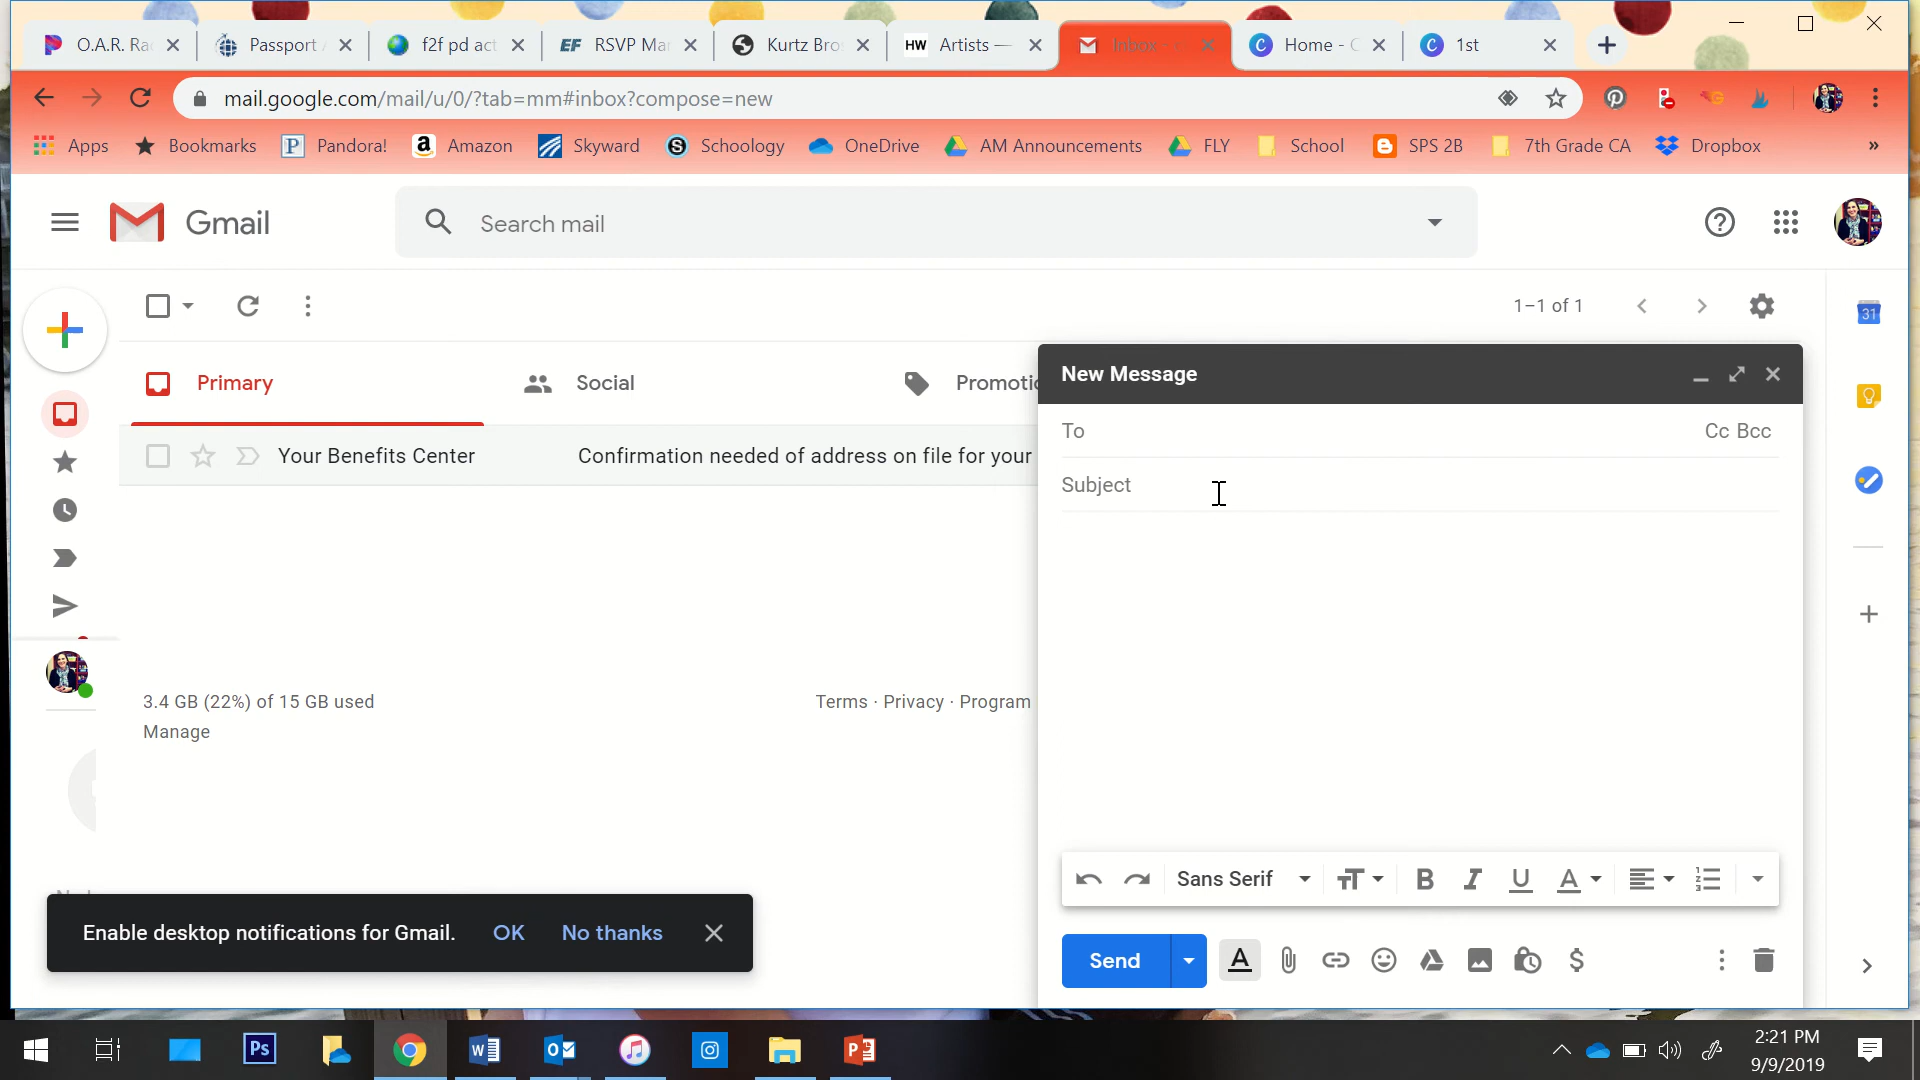 O.A.R. Ra
Passport
f2f pd act
RSVP Ma
Kurtz Bro
HW Artists —
Inbox -
Home - C
1st
mail.google.com/mail/u/0/?tab=mm#inbox?compose=new
Apps
Bookmarks
Pandora!
Amazon
Skyward
Schoology
OneDrive
AM Announcements
FLY
School
SPS 2B
7th Grade CA
Dropbox
»
Gmail
Search mail
1–1 of 1
31
Primary
Social
Promotio
New Message
To
Cc Bcc
Your Benefits Center
Confirmation needed of address on file for your
Subject
3.4 GB (22%) of 15 GB used
Manage
Terms · Privacy · Program
Sans Serif
Enable desktop notifications for Gmail.
OK
No thanks
Send
Ps
2:21 PM
9/9/2019